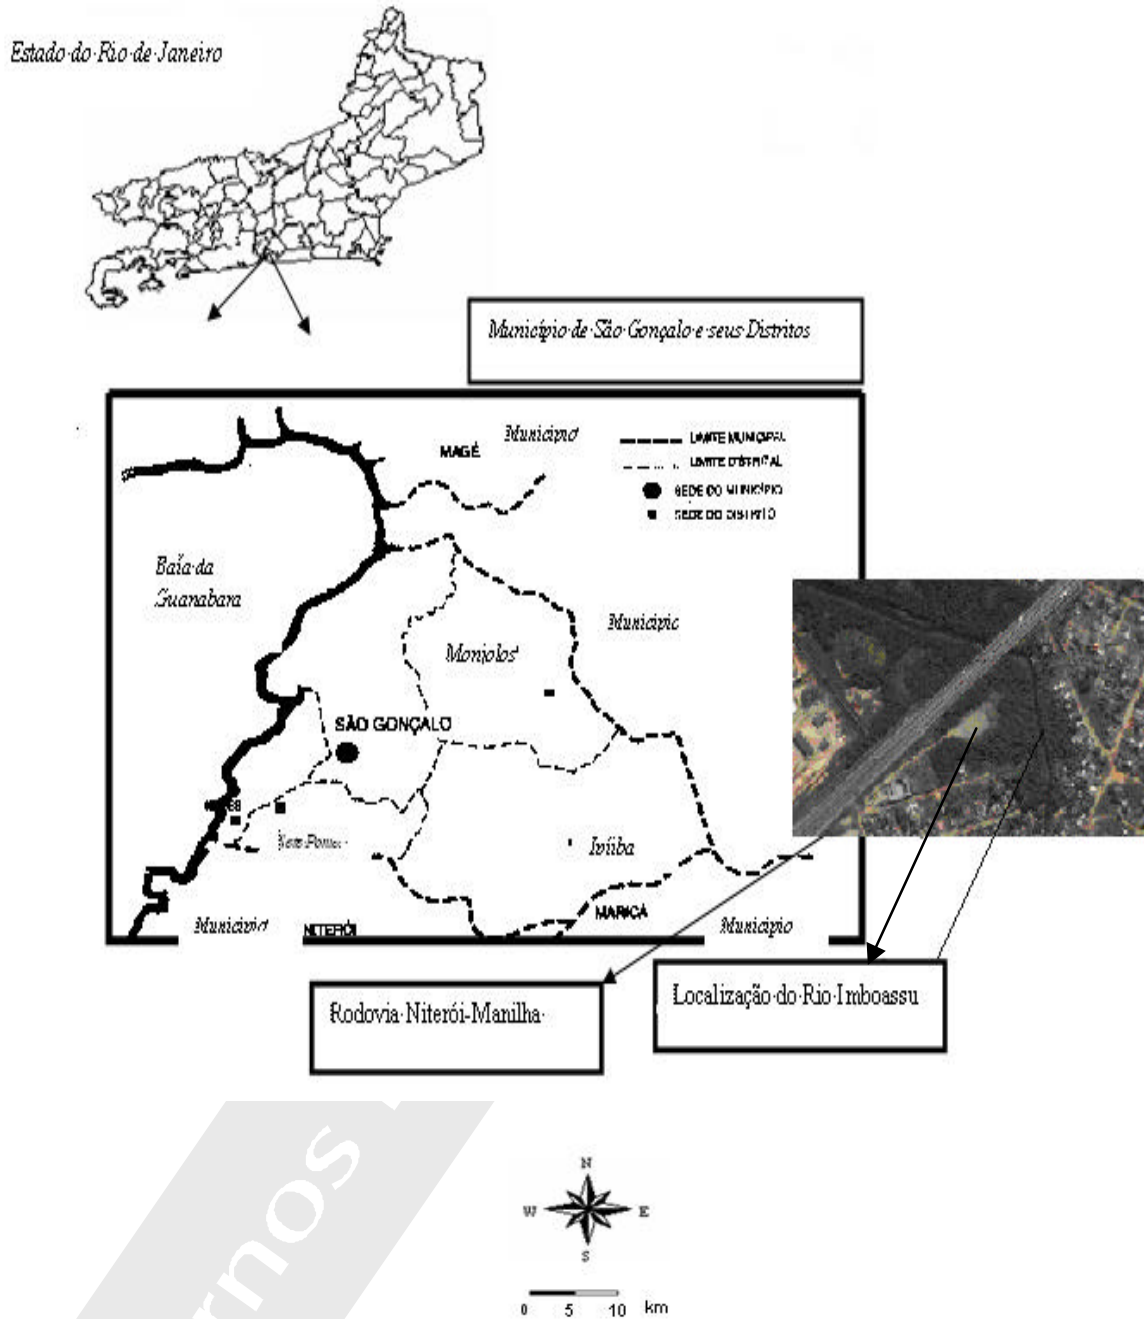 Estado do Rio de Janeiro
Município de São Gonçalo e seus Distritos
Município
MAGÉ
LIMITE MUNICIPAL
LIMITE DISTRITAL
SEDE DO MUNICÍPIO
SEDE DO DISTRITO
Baía da
Guanabara
Município
Monjolos
SÃO GONÇALO
Município
NITERÓI
MARICÁ
Município
Rodovia Niterói-Manilha
Localização do Rio Imboassu
rnos
N
W E
S
0 5 10 km